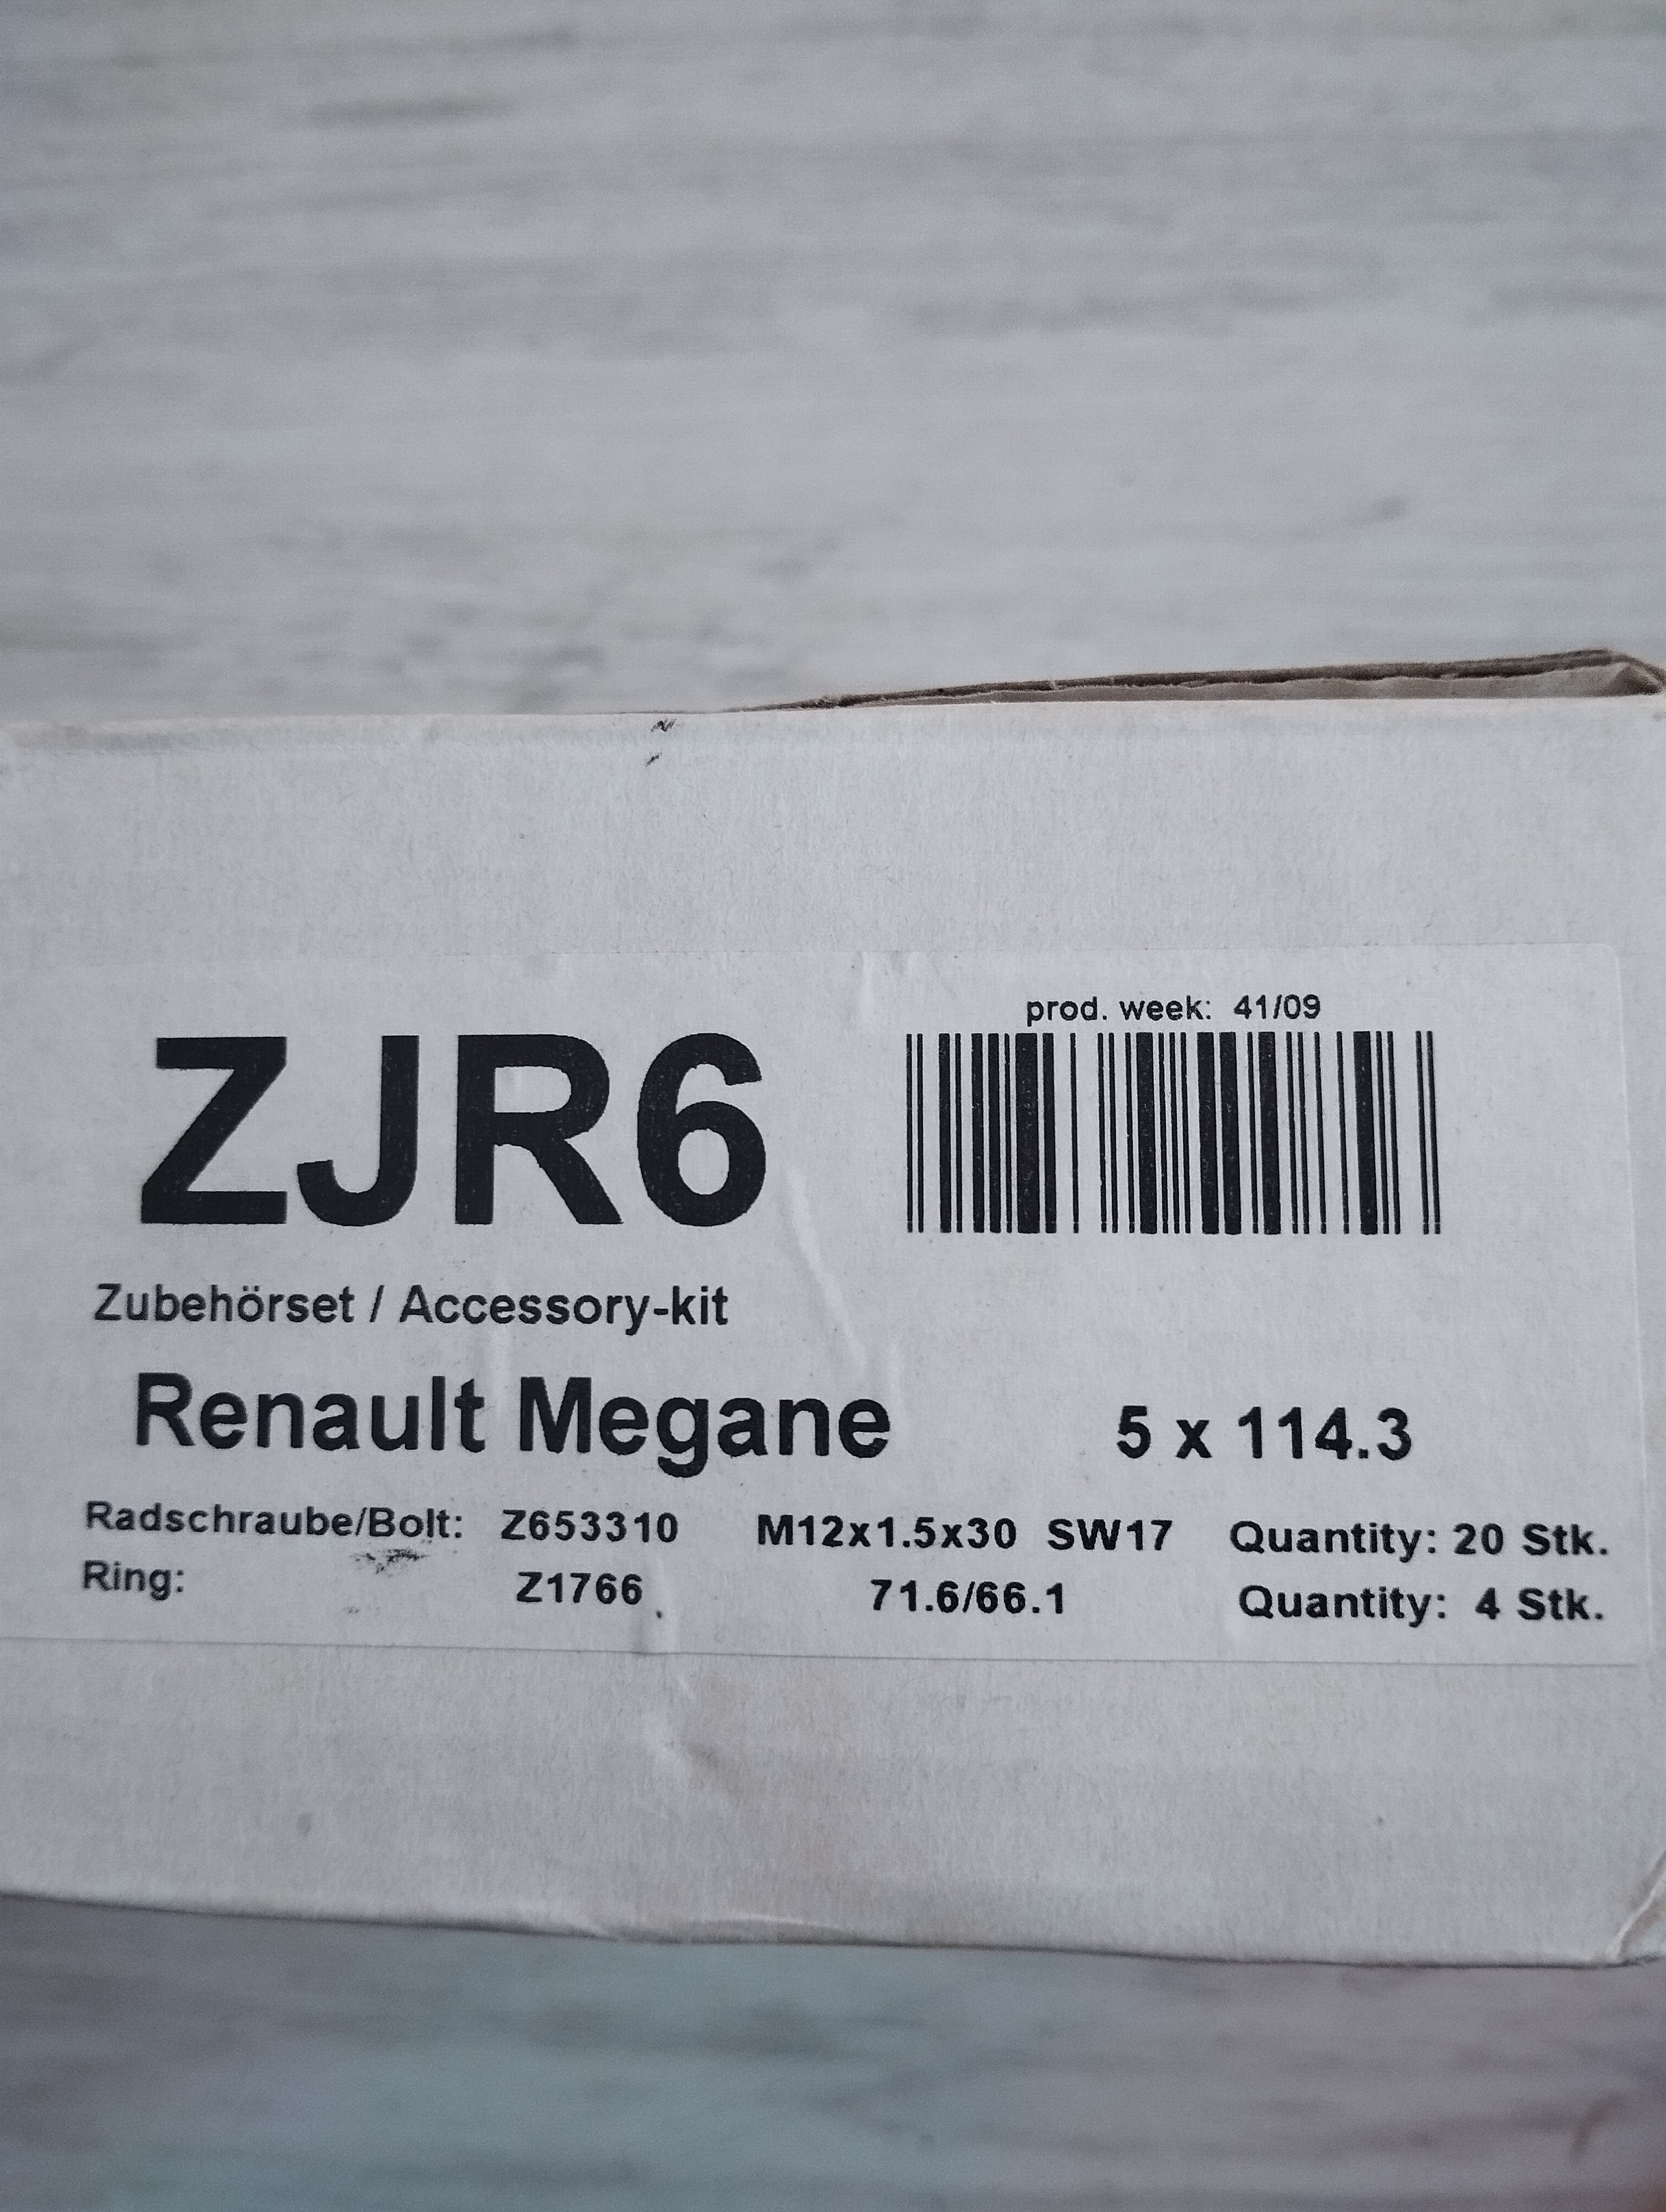 prod. week: 41/09
ZJR6
Zubehörset / Accessory-kit
Renault Megane 5 x 114.3
Radschraube/Bolt: Z653310 M12x1.5x30 SW17 Quantity: 20 Stk.
Ring: Z1766 71.6/66.1 Quantity: 4 Stk.